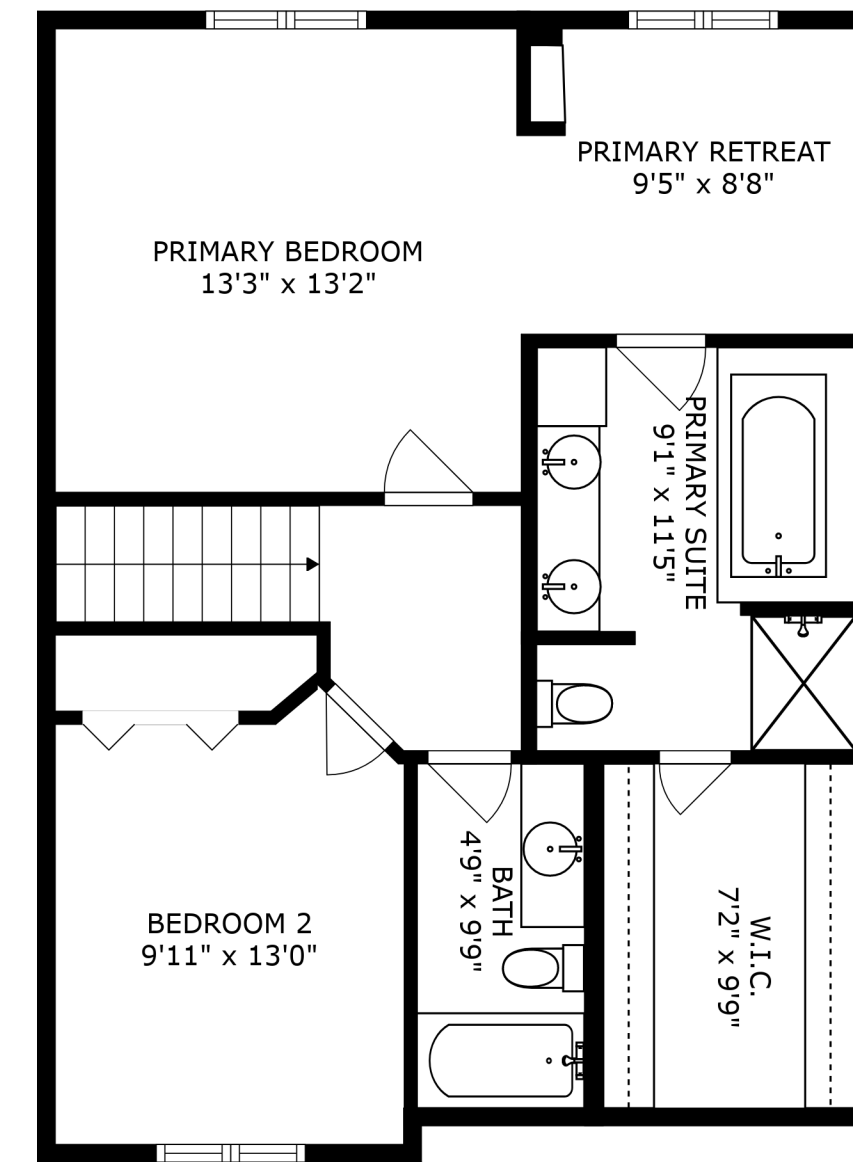 PRIMARY RETREAT
9'5" x 8'8"
PRIMARY BEDROOM
13'3" x 13'2"
PRIMARY SUITE
9'1" x 11'5"
BATH
4'9" x 9'9"
W.I.C.
7'2" x 9'9"
BEDROOM 2
9'11" x 13'0"